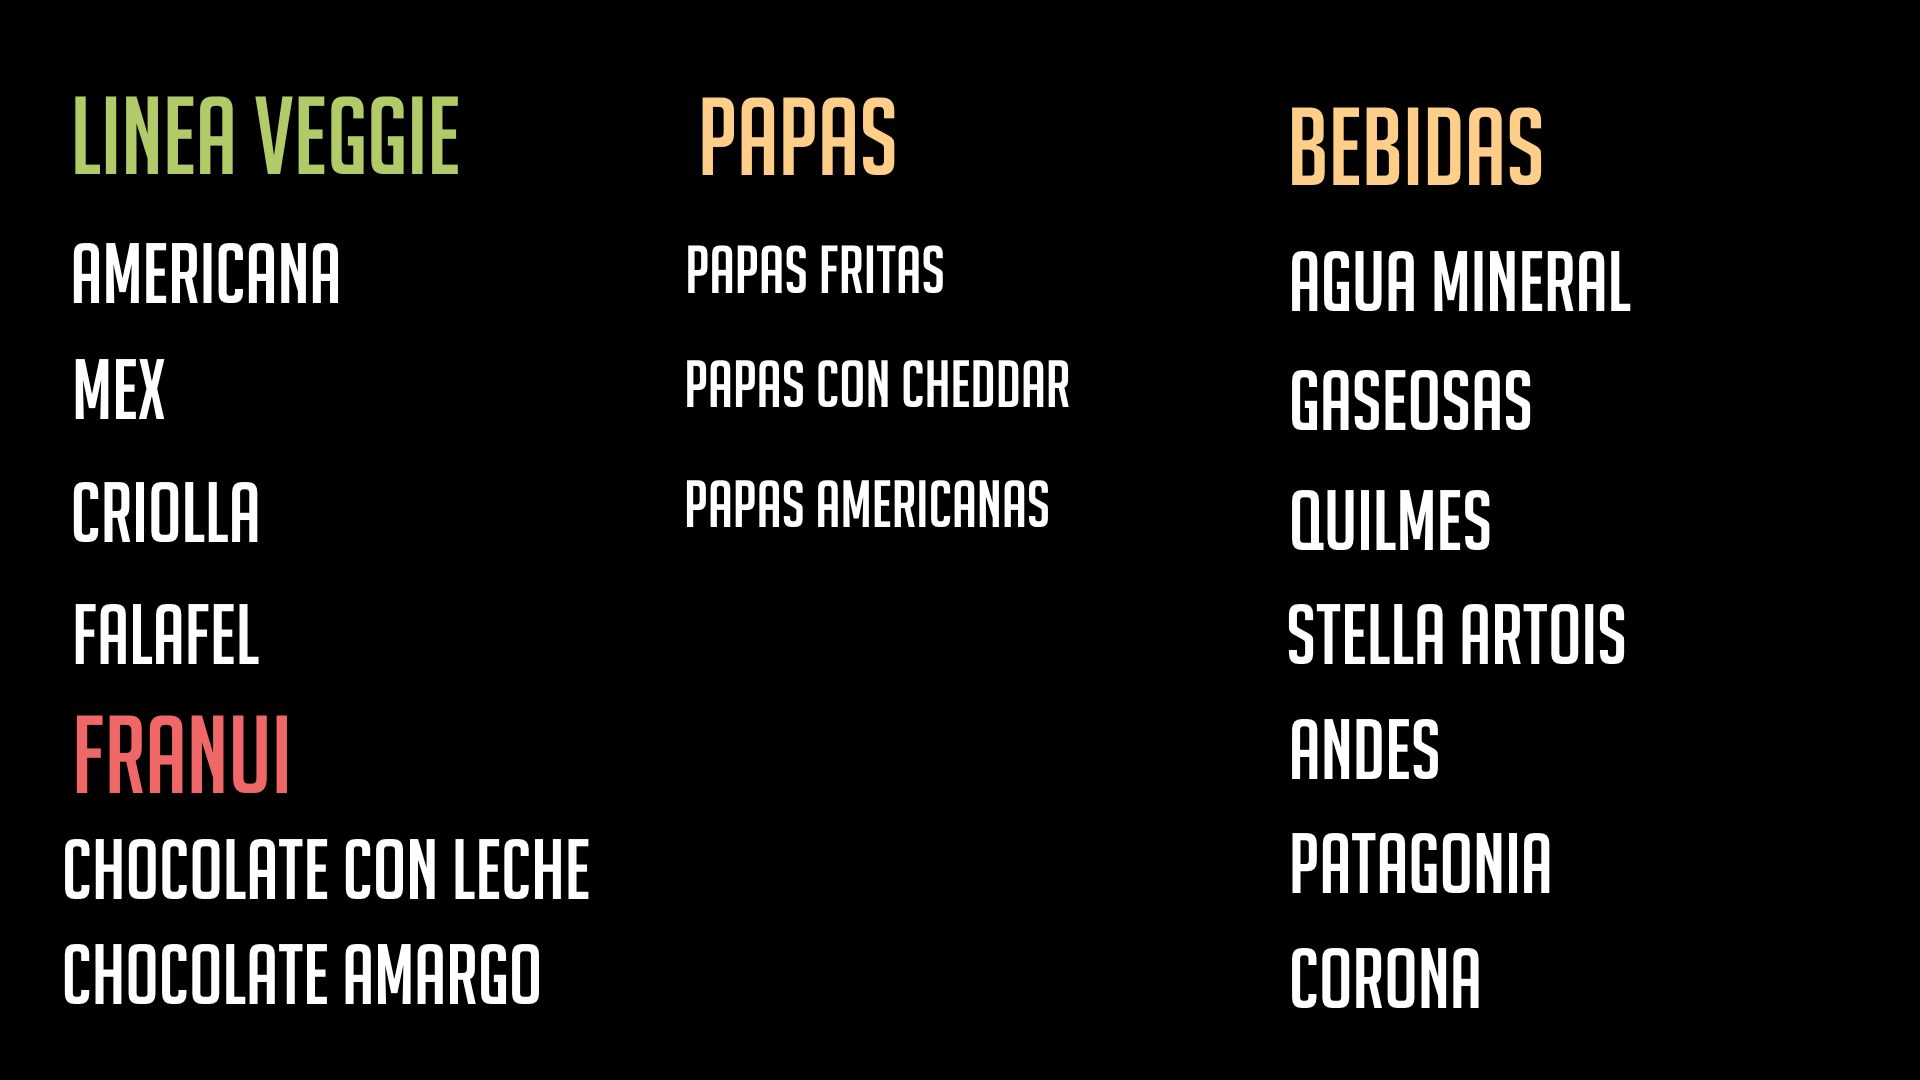 LINEA VEGGIE
AMERICANA
MEX
CRIOLLA
FALAFEL
FRANUI
CHOCOLATE CON LECHE
CHOCOLATE AMARGO
PAPAS
PAPAS FRITAS
PAPAS CON CHEDDAR
PAPAS AMERICANAS
BEBIDAS
AGUA MINERAL
GASEOSAS
QUILMES
STELLA ARTOIS
ANDES
PATAGONIA
CORONA